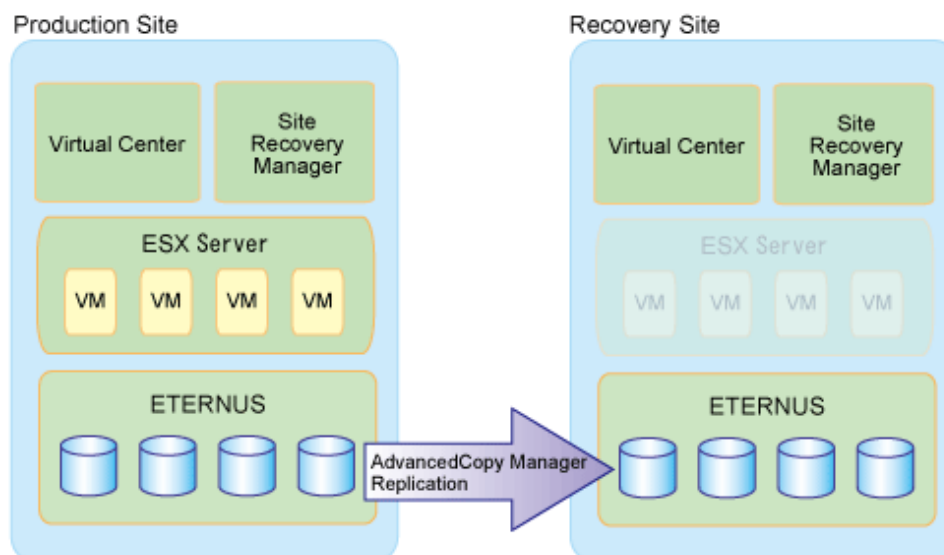 Production Site
Virtual Center
Site
Recovery
Manager
ESX Server
VM VM VM VM
ETERNUS
AdvancedCopy Manager
Replication
Recovery Site
Virtual Center
Site
Recovery
Manager
ESX Server
VM VM VM VM
ETERNUS